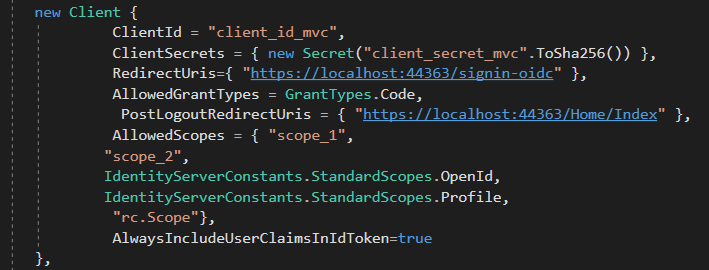 new Client {
ClientId = "client_id_mvc",
ClientSecrets = { new Secret("client_secret_mvc".ToSha256()) },
RedirectUris={ "https://localhost:44363/signin-oidc" },
AllowedGrantTypes = GrantTypes.Code,
PostLogoutRedirectUris = { "https://localhost:44363/Home/Index" },
AllowedScopes = { "scope_1",
"scope_2",
IdentityServerConstants.StandardScopes.OpenId,
IdentityServerConstants.StandardScopes.Profile,
"rc.Scope"},
AlwaysIncludeUserClaimsInIdToken=true
},